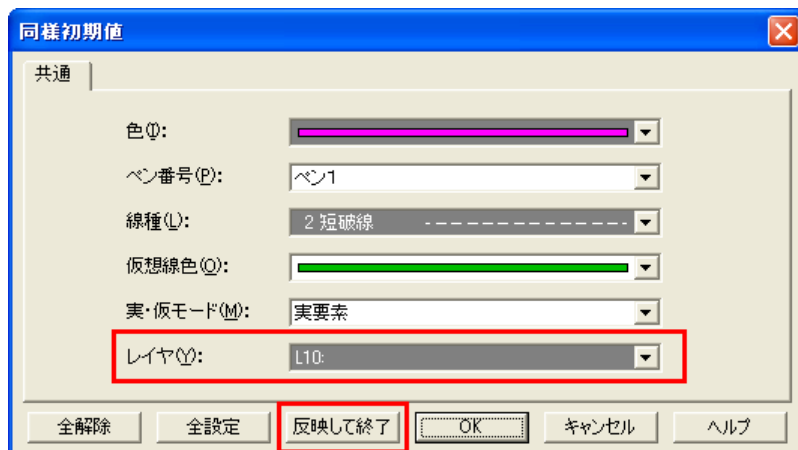 同様初期値
共通
色(I):
ペン番号(P):
ペン1
線種(L):
2 短破線
仮想線色(O):
実・仮モード(M):
実要素
レイヤ(Y):
L10:
全解除 全設定 反映して終了 OK キャンセル ヘルプ